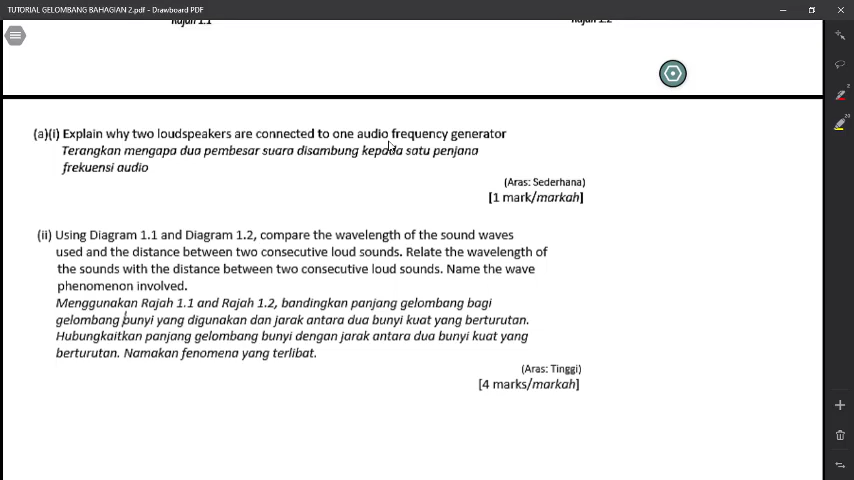 TUTORIAL GELOMBANG BAHAGIAN 2.pdf - Drawboard PDF
Rajah 1.1
Rajah 1.2
(a)(i) Explain why two loudspeakers are connected to one audio frequency generator
Terangkan mengapa dua pembesar suara disambung kepada satu penjana
frekuensi audio
(Aras: Sederhana)
[1 mark/markah]
(ii) Using Diagram 1.1 and Diagram 1.2, compare the wavelength of the sound waves
used and the distance between two consecutive loud sounds. Relate the wavelength of
the sounds with the distance between two consecutive loud sounds. Name the wave
phenomenon involved.
Menggunakan Rajah 1.1 and Rajah 1.2, bandingkan panjang gelombang bagi
gelombang bunyi yang digunakan dan jarak antara dua bunyi kuat yang berturutan.
Hubungkaitkan panjang gelombang bunyi dengan jarak antara dua bunyi kuat yang
berturutan. Namakan fenomena yang terlibat.
(Aras: Tinggi)
[4 marks/markah]